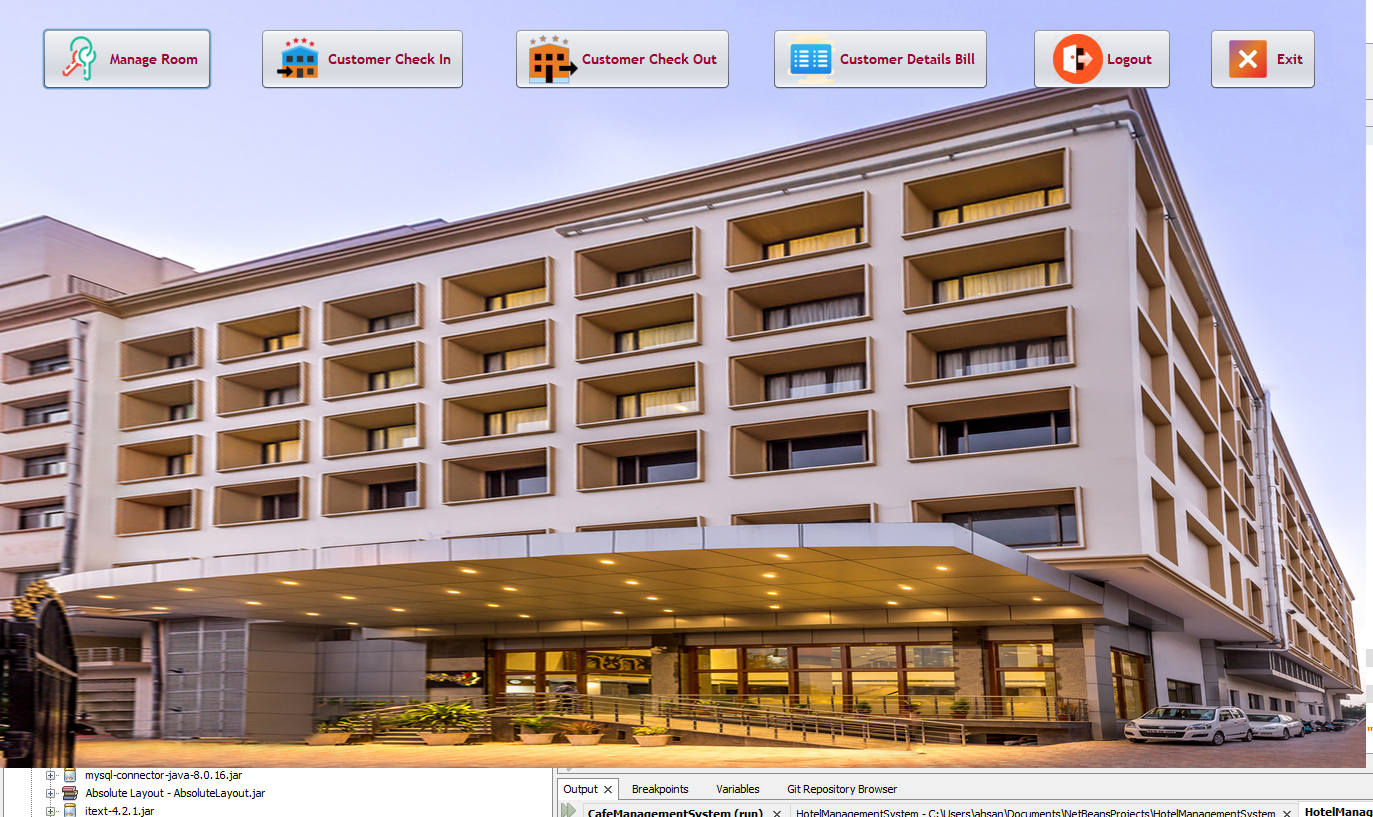 Manage Room
Customer Check In
Customer Check Out
Customer Details Bill
Logout
Exit
mysql-connector-java-8.0.16.jar
Absolute Layout - AbsoluteLayout.jar
itext-4.2.1.jar
Output
Breakpoints
Variables
Git Repository Browser
CafeManagementSystem (run)
HotelManagementSystem - C:\Users\ahsan\Documents\NetBeansProjects\HotelManagementSystem
HotelManag